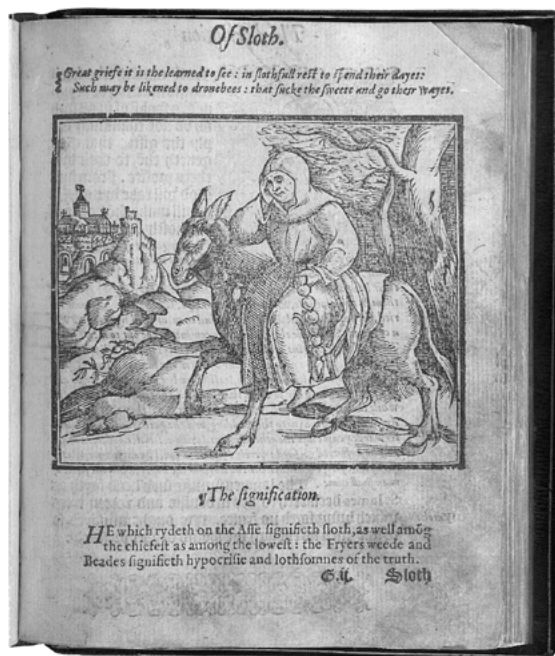 Of Sloth.
Great griefe it is the learned to see: in slothfull rest to spend their dayes:
Such may be likened to dronebees: that sucke the sweete and go their wayes.
¶The signification.
HE which rydeth on the Asse signifieth sloth, as well amõg
the chiefest as among the lowest: the Fryers weede and
Beades signifieth hypocrisie and lothsomnes of the truth.
G.ij. Sloth